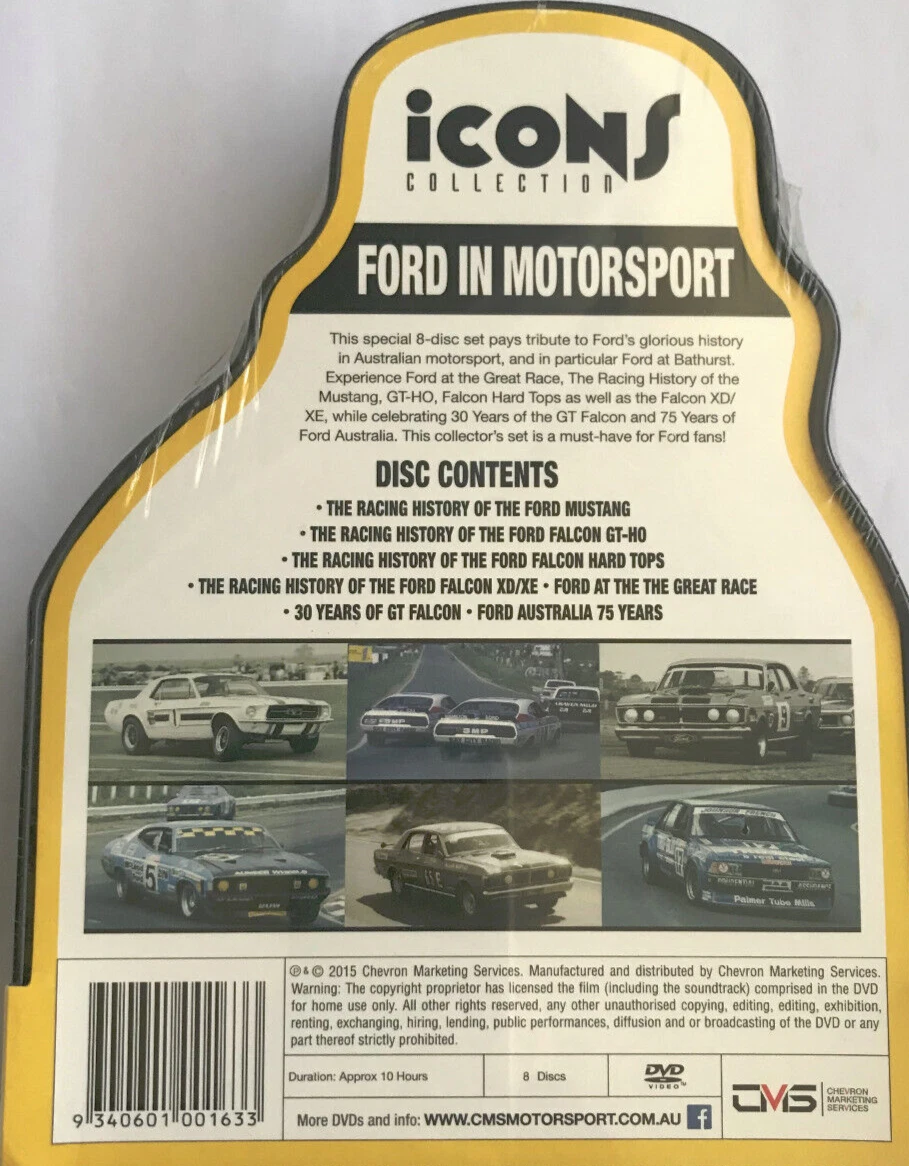 icons
COLLECTION
FORD IN MOTORSPORT
This special 8-disc set pays tribute to Ford's glorious history
in Australian motorsport, and in particular Ford at Bathurst.
Experience Ford at the Great Race, The Racing History of the
Mustang, GT-HO, Falcon Hard Tops as well as the Falcon XD/
XE, while celebrating 30 Years of the GT Falcon and 75 Years of
Ford Australia. This collector's set is a must-have for Ford fans!
DISC CONTENTS
• THE RACING HISTORY OF THE FORD MUSTANG
• THE RACING HISTORY OF THE FORD FALCON GT-HO
• THE RACING HISTORY OF THE FORD FALCON HARD TOPS
• THE RACING HISTORY OF THE FORD FALCON XD/XE • FORD AT THE THE GREAT RACE
• 30 YEARS OF GT FALCON • FORD AUSTRALIA 75 YEARS
3MP
5
65 E
17
Palmer Tube Mills
℗ & © 2015 Chevron Marketing Services. Manufactured and distributed by Chevron Marketing Services.
Warning: The copyright proprietor has licensed the film (including the soundtrack) comprised in the DVD
for home use only. All other rights reserved, any other unauthorised copying, editing, editing, exhibition,
renting, exchanging, hiring, lending, public performances, diffusion and or broadcasting of the DVD or any
part thereof strictly prohibited.
Duration: Approx 10 Hours
8 Discs
DVD
VIDEO™
More DVDs and info: WWW.CMSMOTORSPORT.COM.AU f
CMS
CHEVRON
MARKETING
SERVICES
9 340601 001633